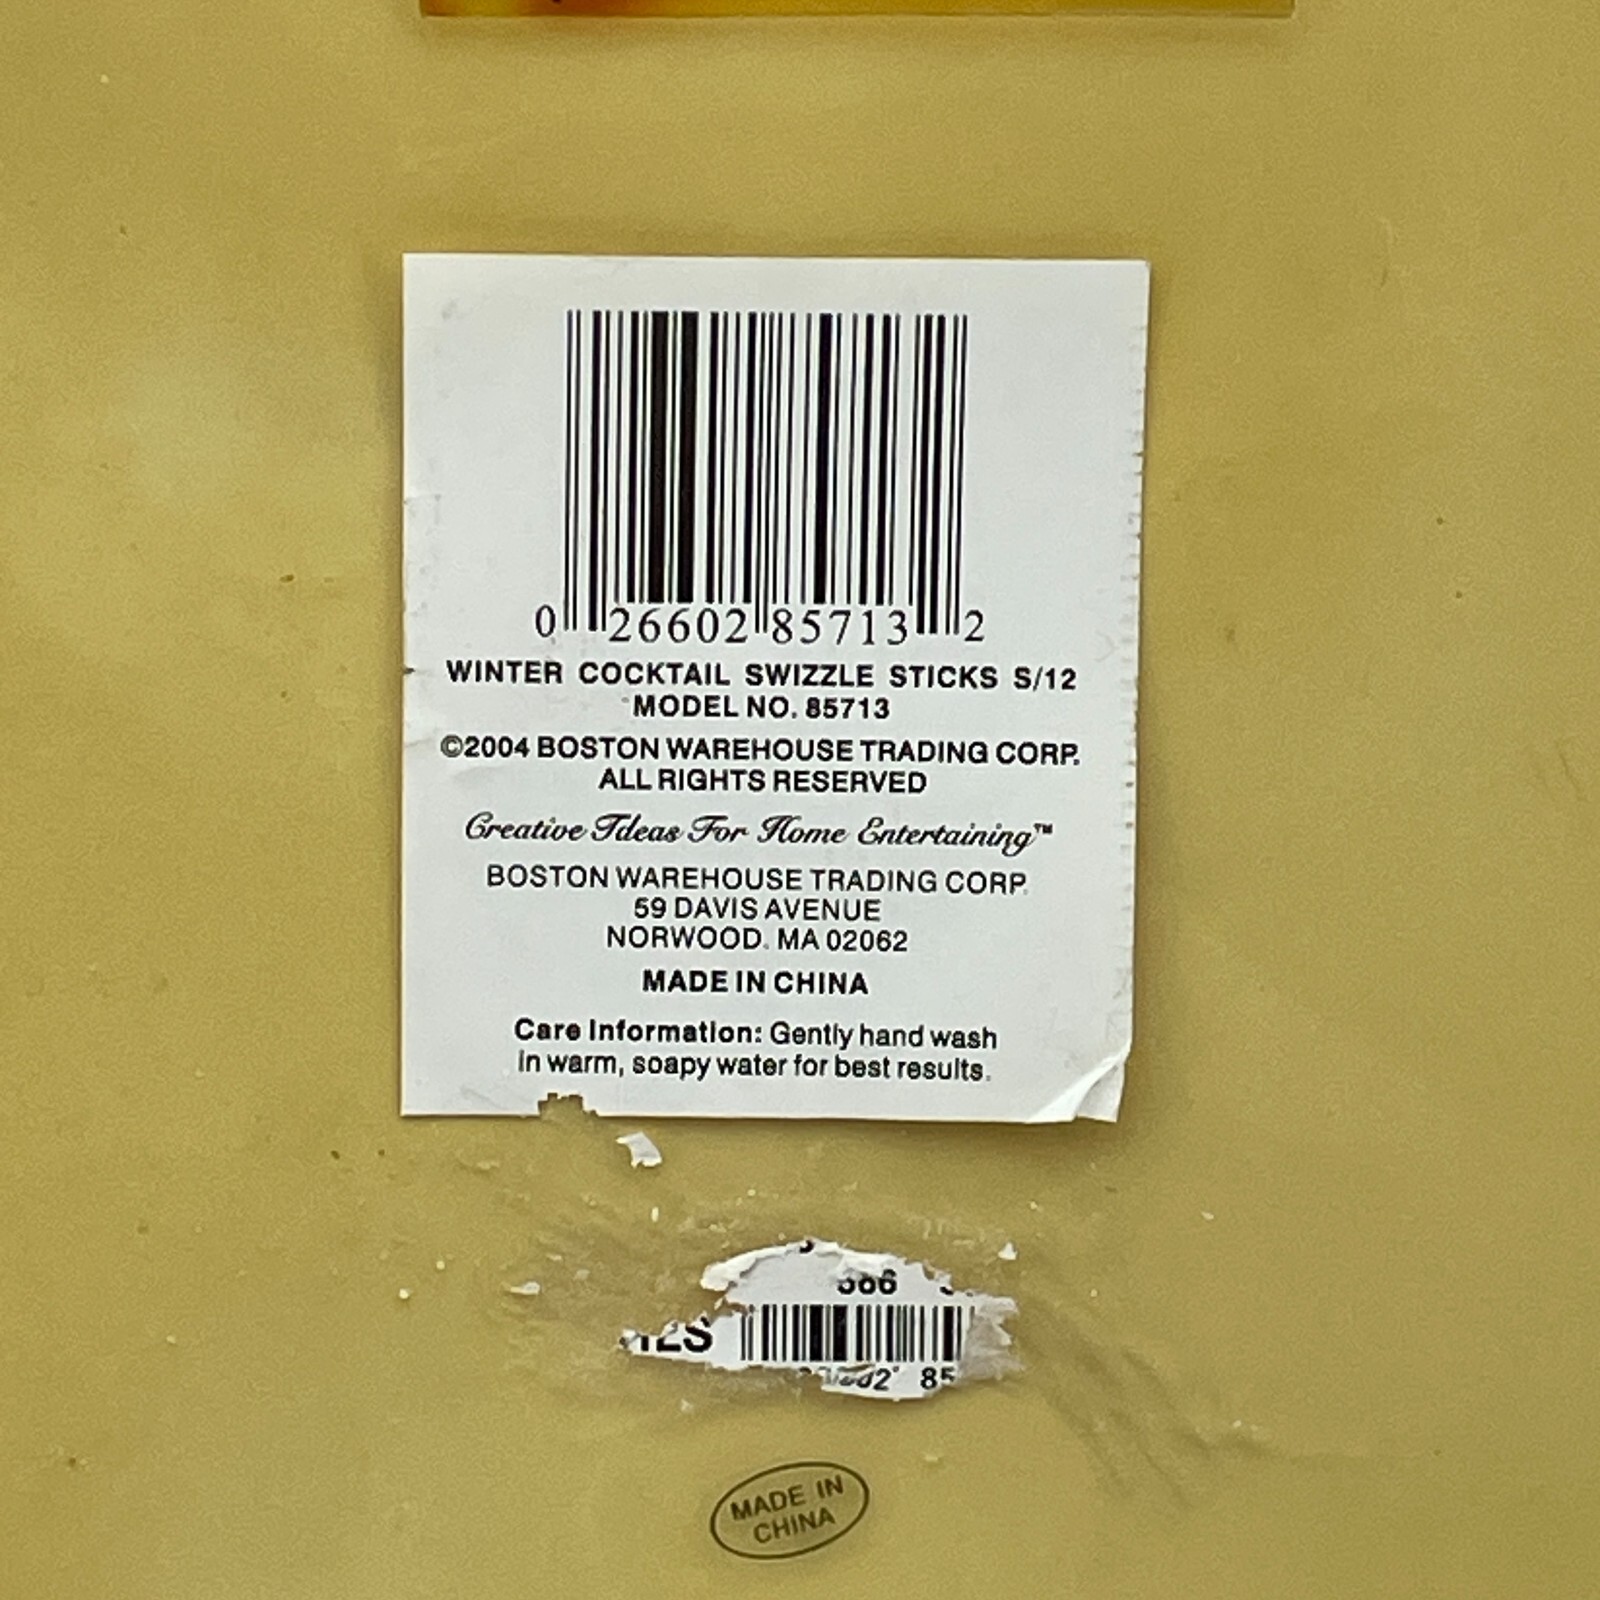 0 26602 85713 2
WINTER COCKTAIL SWIZZLE STICKS S/12
MODEL NO. 85713
©2004 BOSTON WAREHOUSE TRADING CORP.
ALL RIGHTS RESERVED
Creative Ideas For Home Entertaining™
BOSTON WAREHOUSE TRADING CORP.
59 DAVIS AVENUE
NORWOOD, MA 02062
MADE IN CHINA
Care Information: Gently hand wash
in warm, soapy water for best results.
85
MADE IN
CHINA